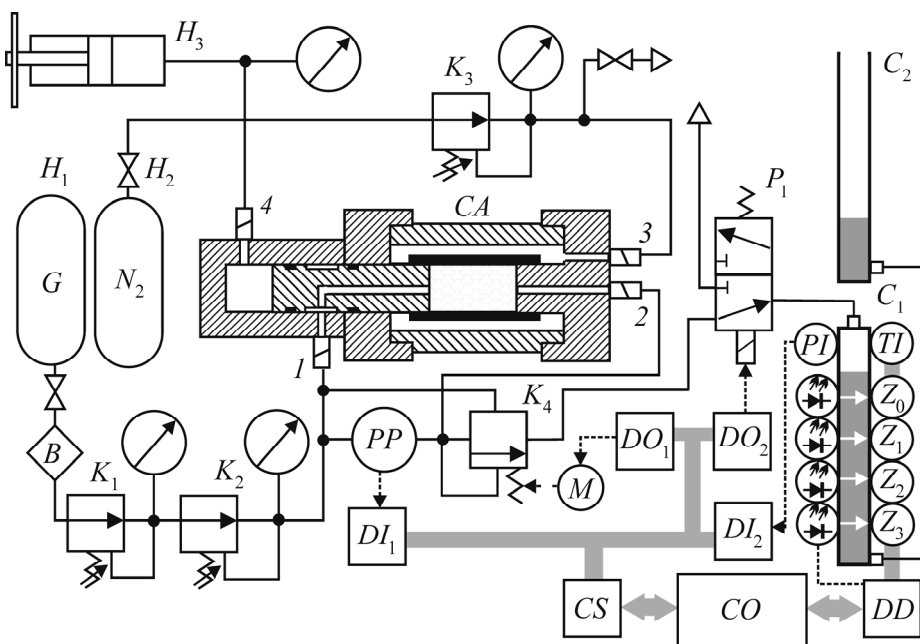 H₃
K₃
C₂
H₁
H₂
P₁
4
CA
3
G
N₂
2
C₁
1
PI
TI
K₄
Z₀
B
PP
DO₁
DO₂
Z₁
K₁
K₂
M
Z₂
DI₁
DI₂
Z₃
CS
CO
DD